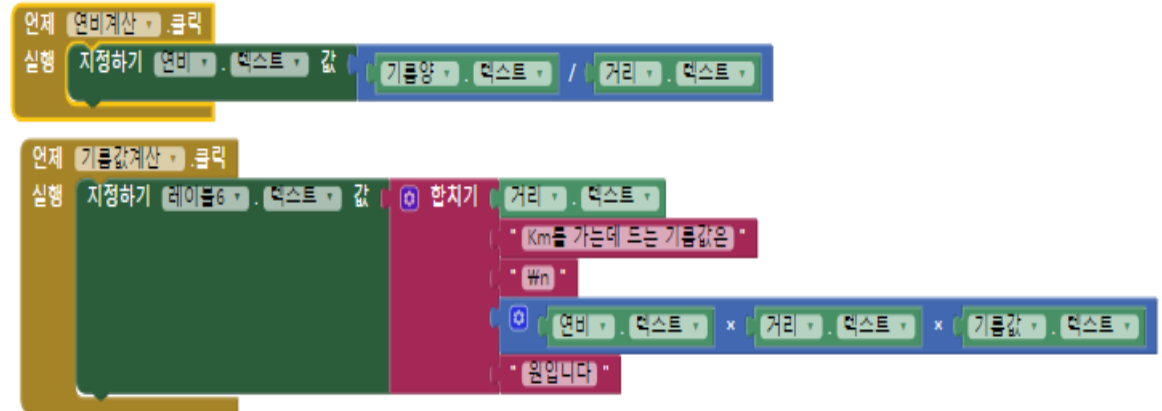 언제 연비계산 .클릭
실행 지정하기 연비 . 텍스트 값 기름양 . 텍스트 / 거리 . 텍스트
언제 기름값계산 .클릭
실행 지정하기 레이블6 . 텍스트 값 합치기 거리 . 텍스트
" Km를 가는데 드는 기름값은 "
" ₩n "
연비 . 텍스트 × 거리 . 텍스트 × 기름값 . 텍스트
" 원입니다 "